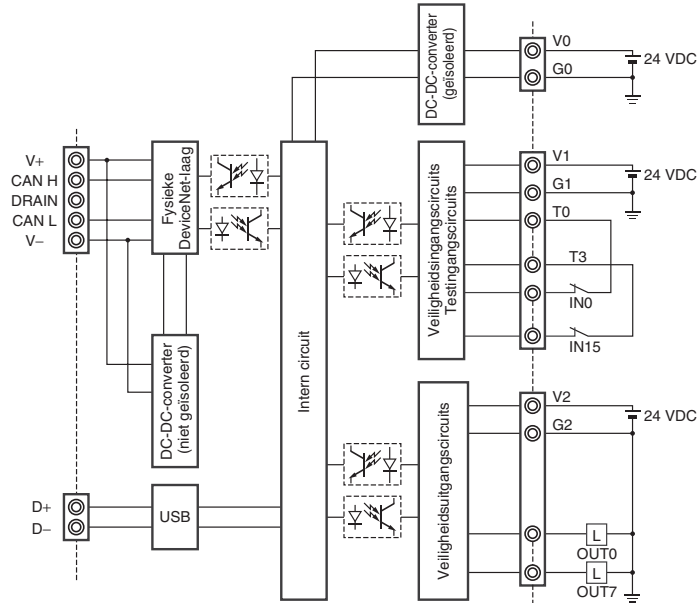 V+
CAN H
DRAIN
CAN L
V–
Fysieke
DeviceNet-laag
DC-DC-converter
(niet geïsoleerd)
D+
D–
USB
Intern circuit
DC-DC-converter
(geïsoleerd)
V0
G0
24 VDC
Veiligheidsingangscircuits
Testingangscircuits
V1
G1
24 VDC
T0
T3
IN0
IN15
Veiligheidsuitgangscircuits
V2
G2
24 VDC
L
OUT0
L
OUT7